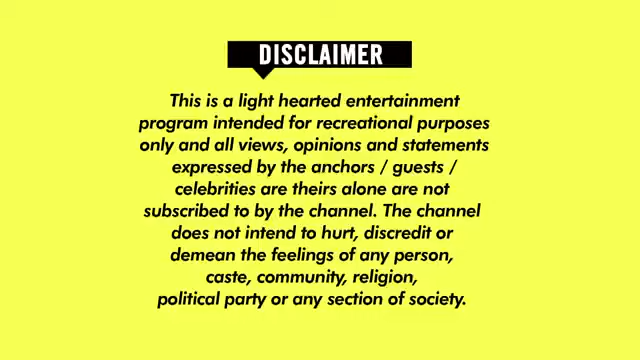 DISCLAIMER
This is a light hearted entertainment
program intended for recreational purposes
only and all views, opinions and statements
expressed by the anchors / guests /
celebrities are theirs alone are not
subscribed to by the channel. The channel
does not intend to hurt, discredit or
demean the feelings of any person,
caste, community, religion,
political party or any section of society.